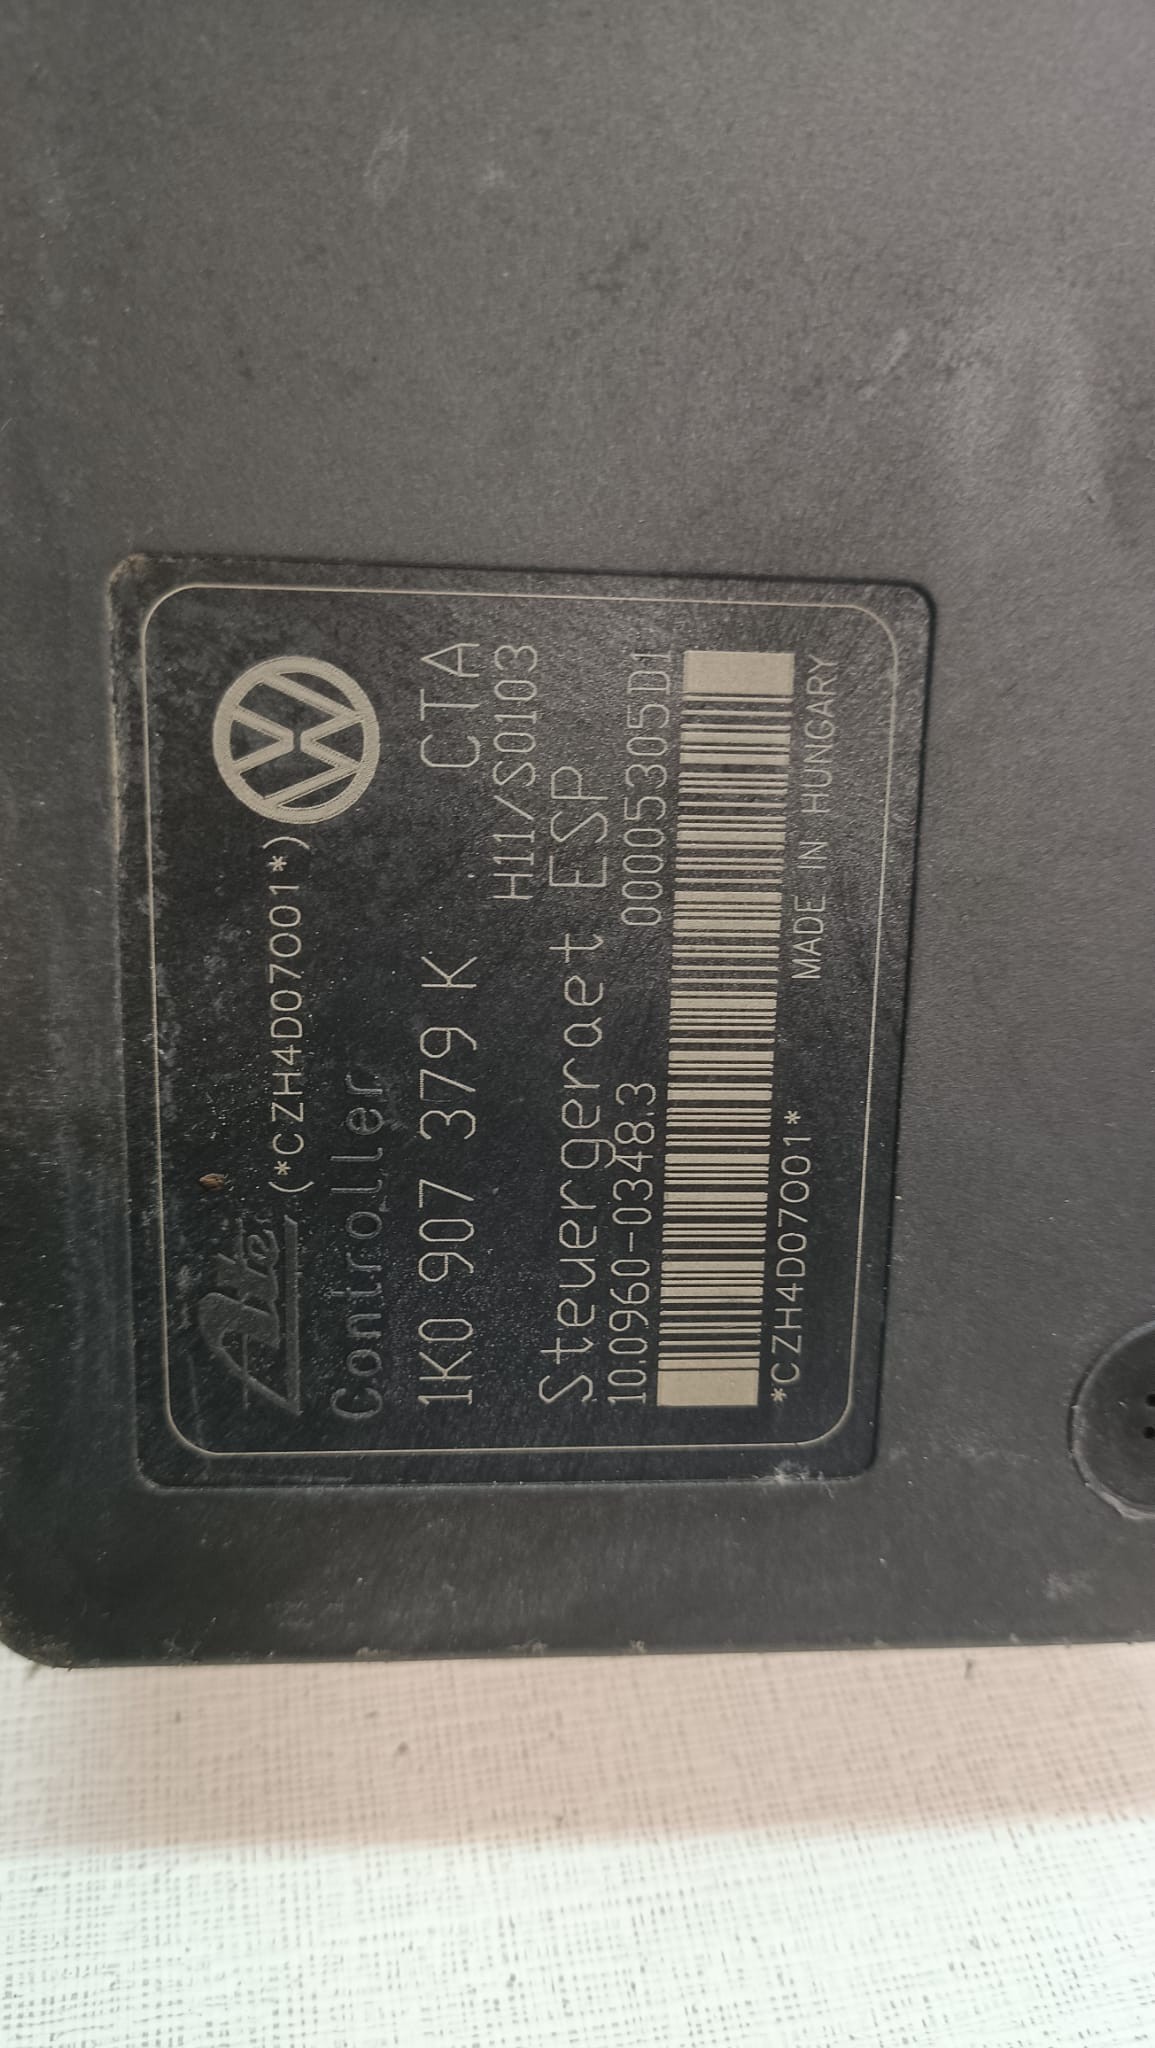 Ate (*CZH4D07001*)
Controller
1K0 907 379 K CTA
H11/S0103
Steuergeraet ESP
10.0960-0348.3 00005305D1
*CZH4D07001* MADE IN HUNGARY